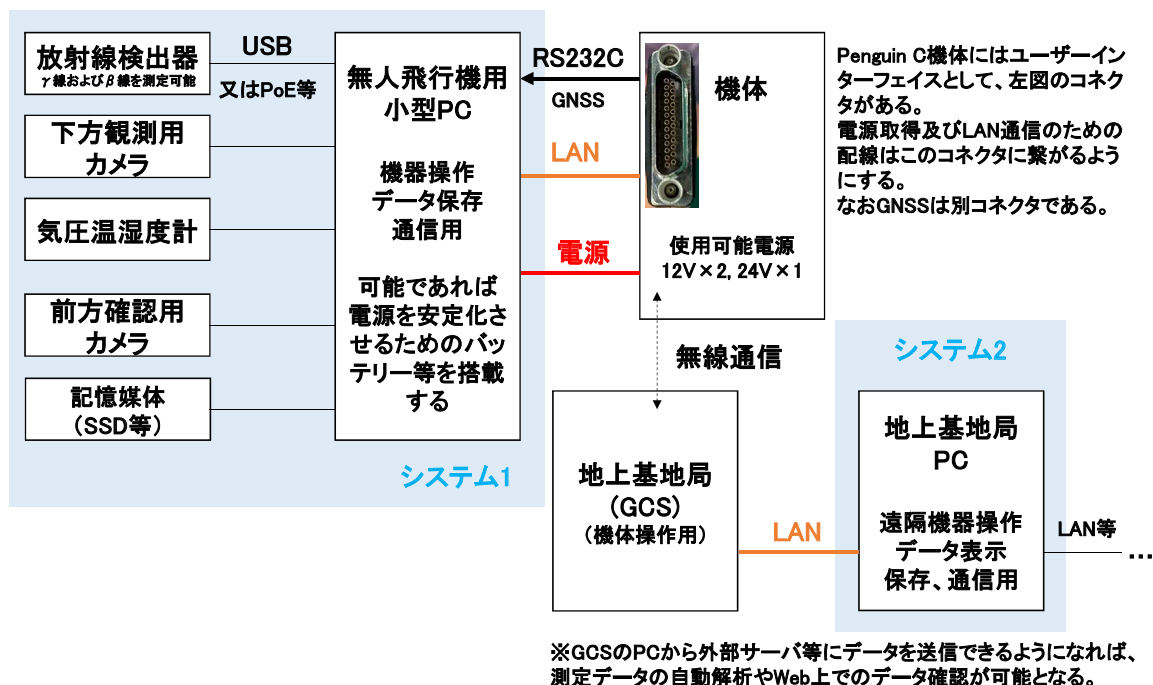 放射線検出器
γ線およびβ線を測定可能
USB
又はPoE等
下方観測用
カメラ
気圧温湿度計
前方確認用
カメラ
記憶媒体
（SSD等）
無人飛行機用
小型PC
機器操作
データ保存
通信用
可能であれば
電源を安定化さ
せるためのバッ
テリー等を搭載
する
システム1
RS232C
GNSS
LAN
電源
機体
使用可能電源
12V×2, 24V×1
Penguin C機体にはユーザーイン
ターフェイスとして、左図のコネク
タがある。
電源取得及びLAN通信のための
配線はこのコネクタに繋がるよう
にする。
なおGNSSは別コネクタである。
無線通信
地上基地局
（GCS）
（機体操作用）
LAN
システム2
地上基地局
PC
遠隔機器操作
データ表示
保存、通信用
LAN等
…
※GCSのPCから外部サーバ等にデータを送信できるようになれば、
測定データの自動解析やWeb上でのデータ確認が可能となる。